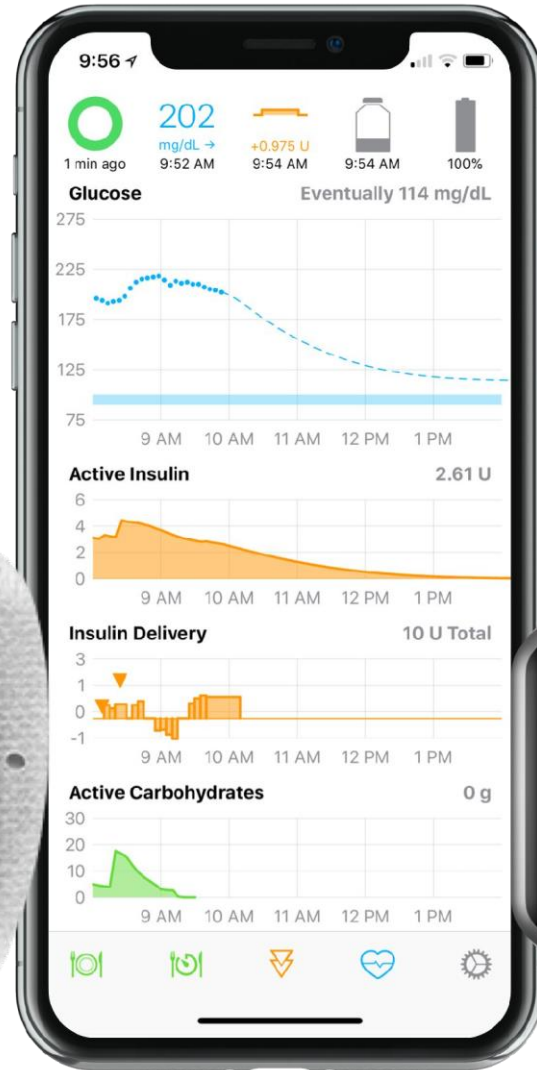 9:56
202
mg/dL → +0.975 U
1 min ago 9:52 AM 9:54 AM 9:54 AM 100%
Glucose Eventually 114 mg/dL
275
225
175
125
75
9 AM 10 AM 11 AM 12 PM 1 PM
Active Insulin 2.61 U
6
4
2
0
9 AM 10 AM 11 AM 12 PM 1 PM
Insulin Delivery 10 U Total
3
1
0
-1
9 AM 10 AM 11 AM 12 PM 1 PM
Active Carbohydrates 0 g
30
20
10
0
9 AM 10 AM 11 AM 12 PM 1 PM